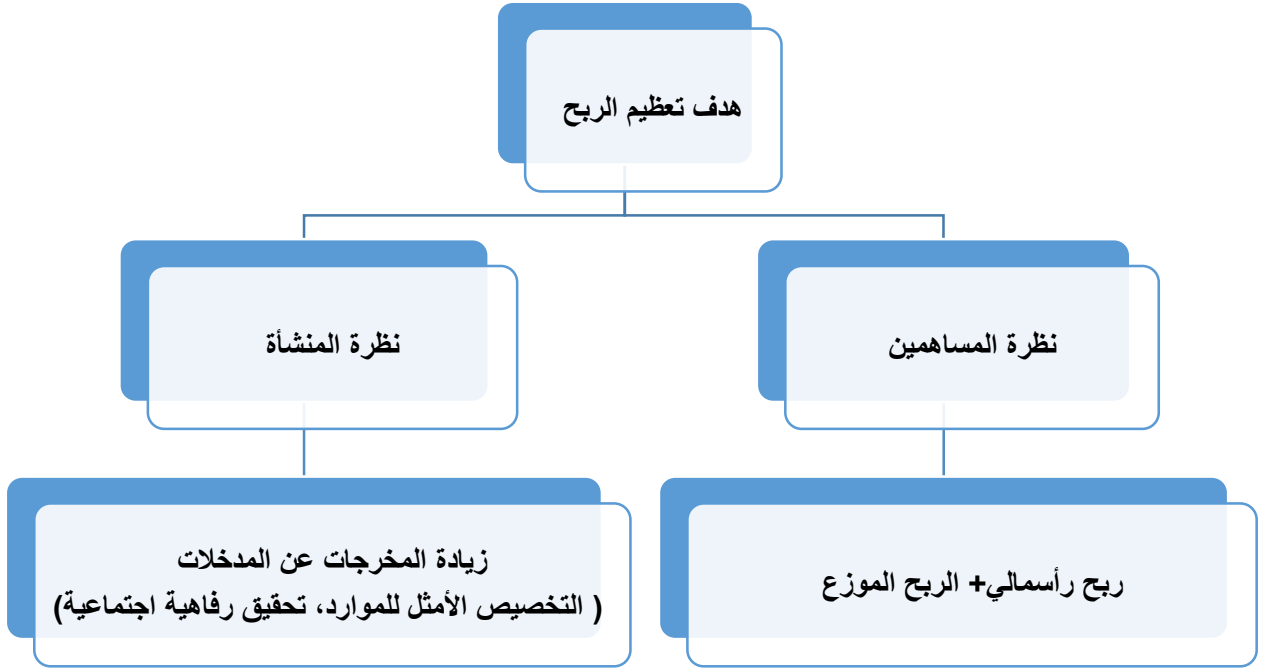 هدف تعظيم الربح
نظرة المساهمين
نظرة المنشأة
ربح رأسمالي+ الربح الموزع
زيادة المخرجات عن المدخلات
( التخصيص الأمثل للموارد، تحقيق رفاهية اجتماعية)